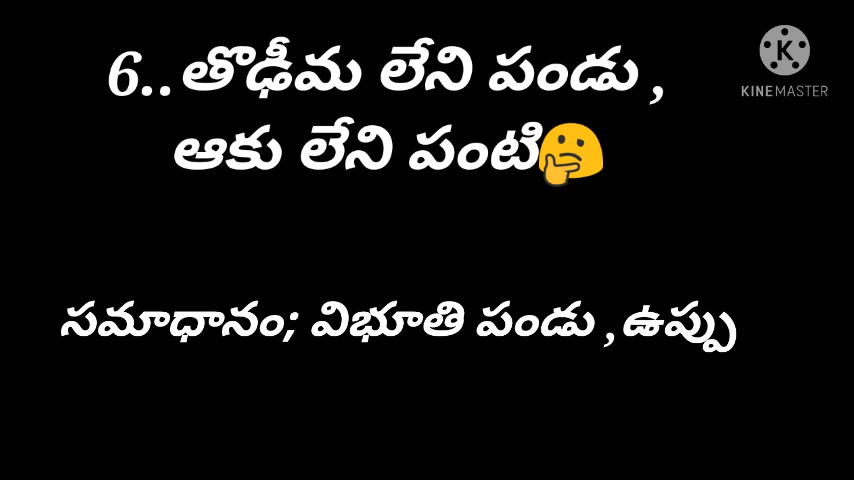 6..తొఢీమ లేని పండు,
ఆకు లేని పంటి🤔
సమాధానం; విభూతి పండు ,ఉప్పు
KINEMASTER